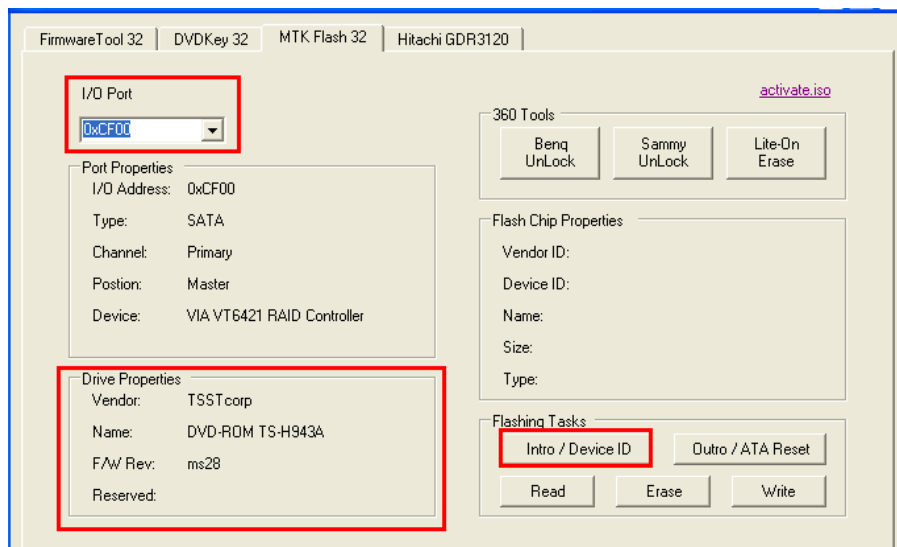 FirmwareTool 32
DVDKey 32
MTK Flash 32
Hitachi GDR3120
I/O Port
0xCF00
Port Properties
I/O Address: 0xCF00
Type: SATA
Channel: Primary
Postion: Master
Device: VIA VT6421 RAID Controller
Drive Properties
Vendor: TSSTcorp
Name: DVD-ROM TS-H943A
F/W Rev: ms28
Reserved:
activate.iso
360 Tools
Benq
UnLock
Sammy
UnLock
Lite-On
Erase
Flash Chip Properties
Vendor ID:
Device ID:
Name:
Size:
Type:
Flashing Tasks
Intro / Device ID
Outro / ATA Reset
Read
Erase
Write